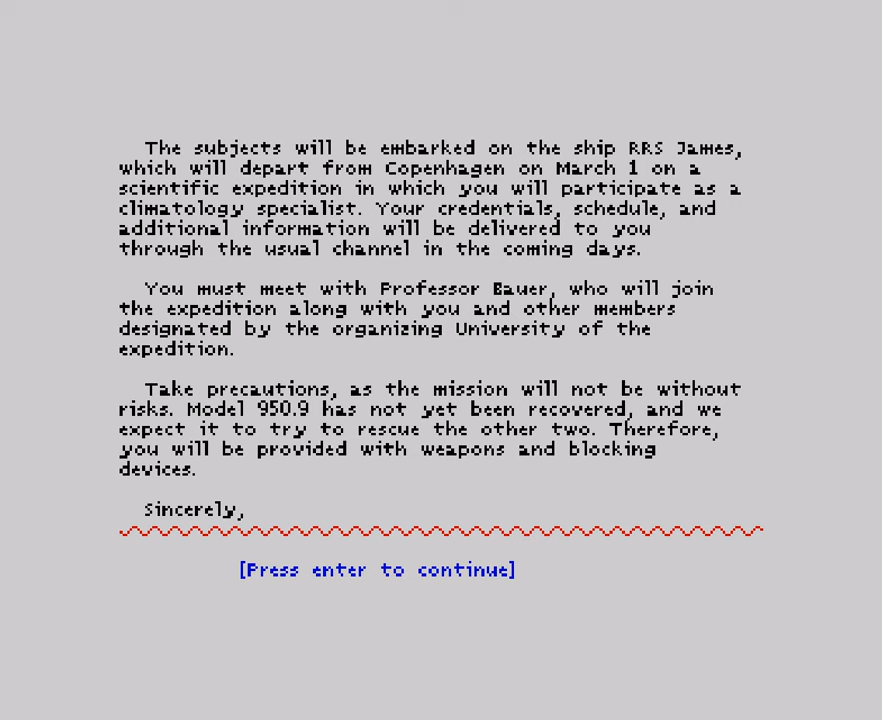 The subjects will be embarked on the ship RRS James,
which will depart from Copenhagen on March 1 on a
scientific expedition in which you will participate as a
climatology specialist. Your credentials, schedule, and
additional information will be delivered to you
through the usual channel in the coming days.
You must meet with Professor Bauer, who will join
the expedition along with you and other members
designated by the organizing University of the
expedition.
Take precautions, as the mission will not be without
risks. Model 950.9 has not yet been recovered, and we
expect it to try to rescue the other two. Therefore,
you will be provided with weapons and blocking
devices.
Sincerely,
[Press enter to continue]